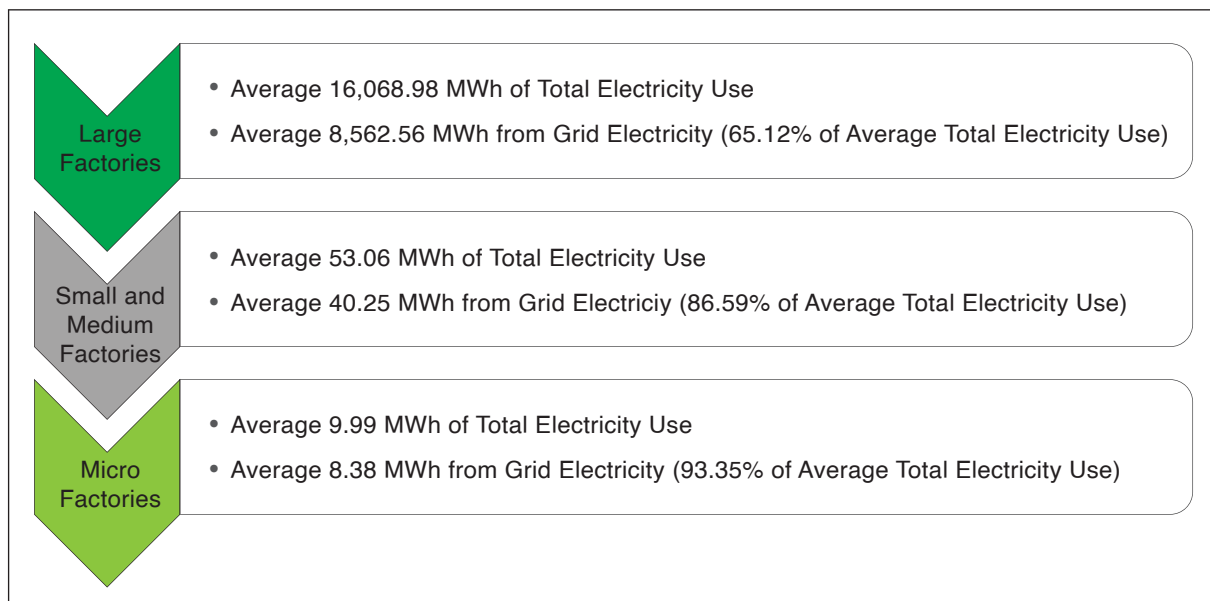 Large
Factories
• Average 16,068.98 MWh of Total Electricity Use
• Average 8,562.56 MWh from Grid Electricity (65.12% of Average Total Electricity Use)
Small and
Medium
Factories
• Average 53.06 MWh of Total Electricity Use
• Average 40.25 MWh from Grid Electriciy (86.59% of Average Total Electricity Use)
Micro
Factories
• Average 9.99 MWh of Total Electricity Use
• Average 8.38 MWh from Grid Electricity (93.35% of Average Total Electricity Use)